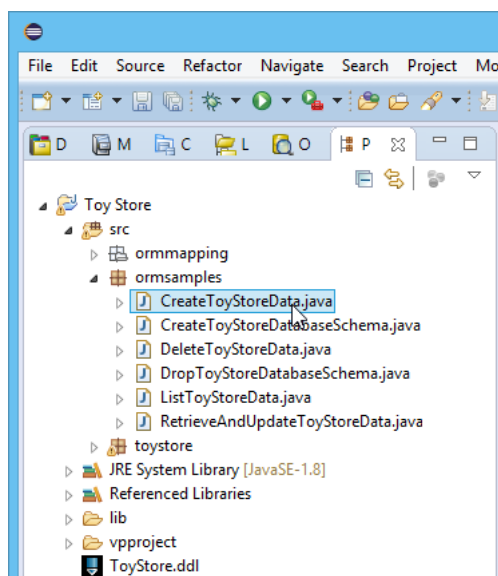 File Edit Source Refactor Navigate Search Project Mo
D M C L O P
Toy Store
src
ormmapping
ormsamples
CreateToyStoreData.java
CreateToyStoreDatabaseSchema.java
DeleteToyStoreData.java
DropToyStoreDatabaseSchema.java
ListToyStoreData.java
RetrieveAndUpdateToyStoreData.java
toystore
JRE System Library [JavaSE-1.8]
Referenced Libraries
lib
vpproject
ToyStore.ddl